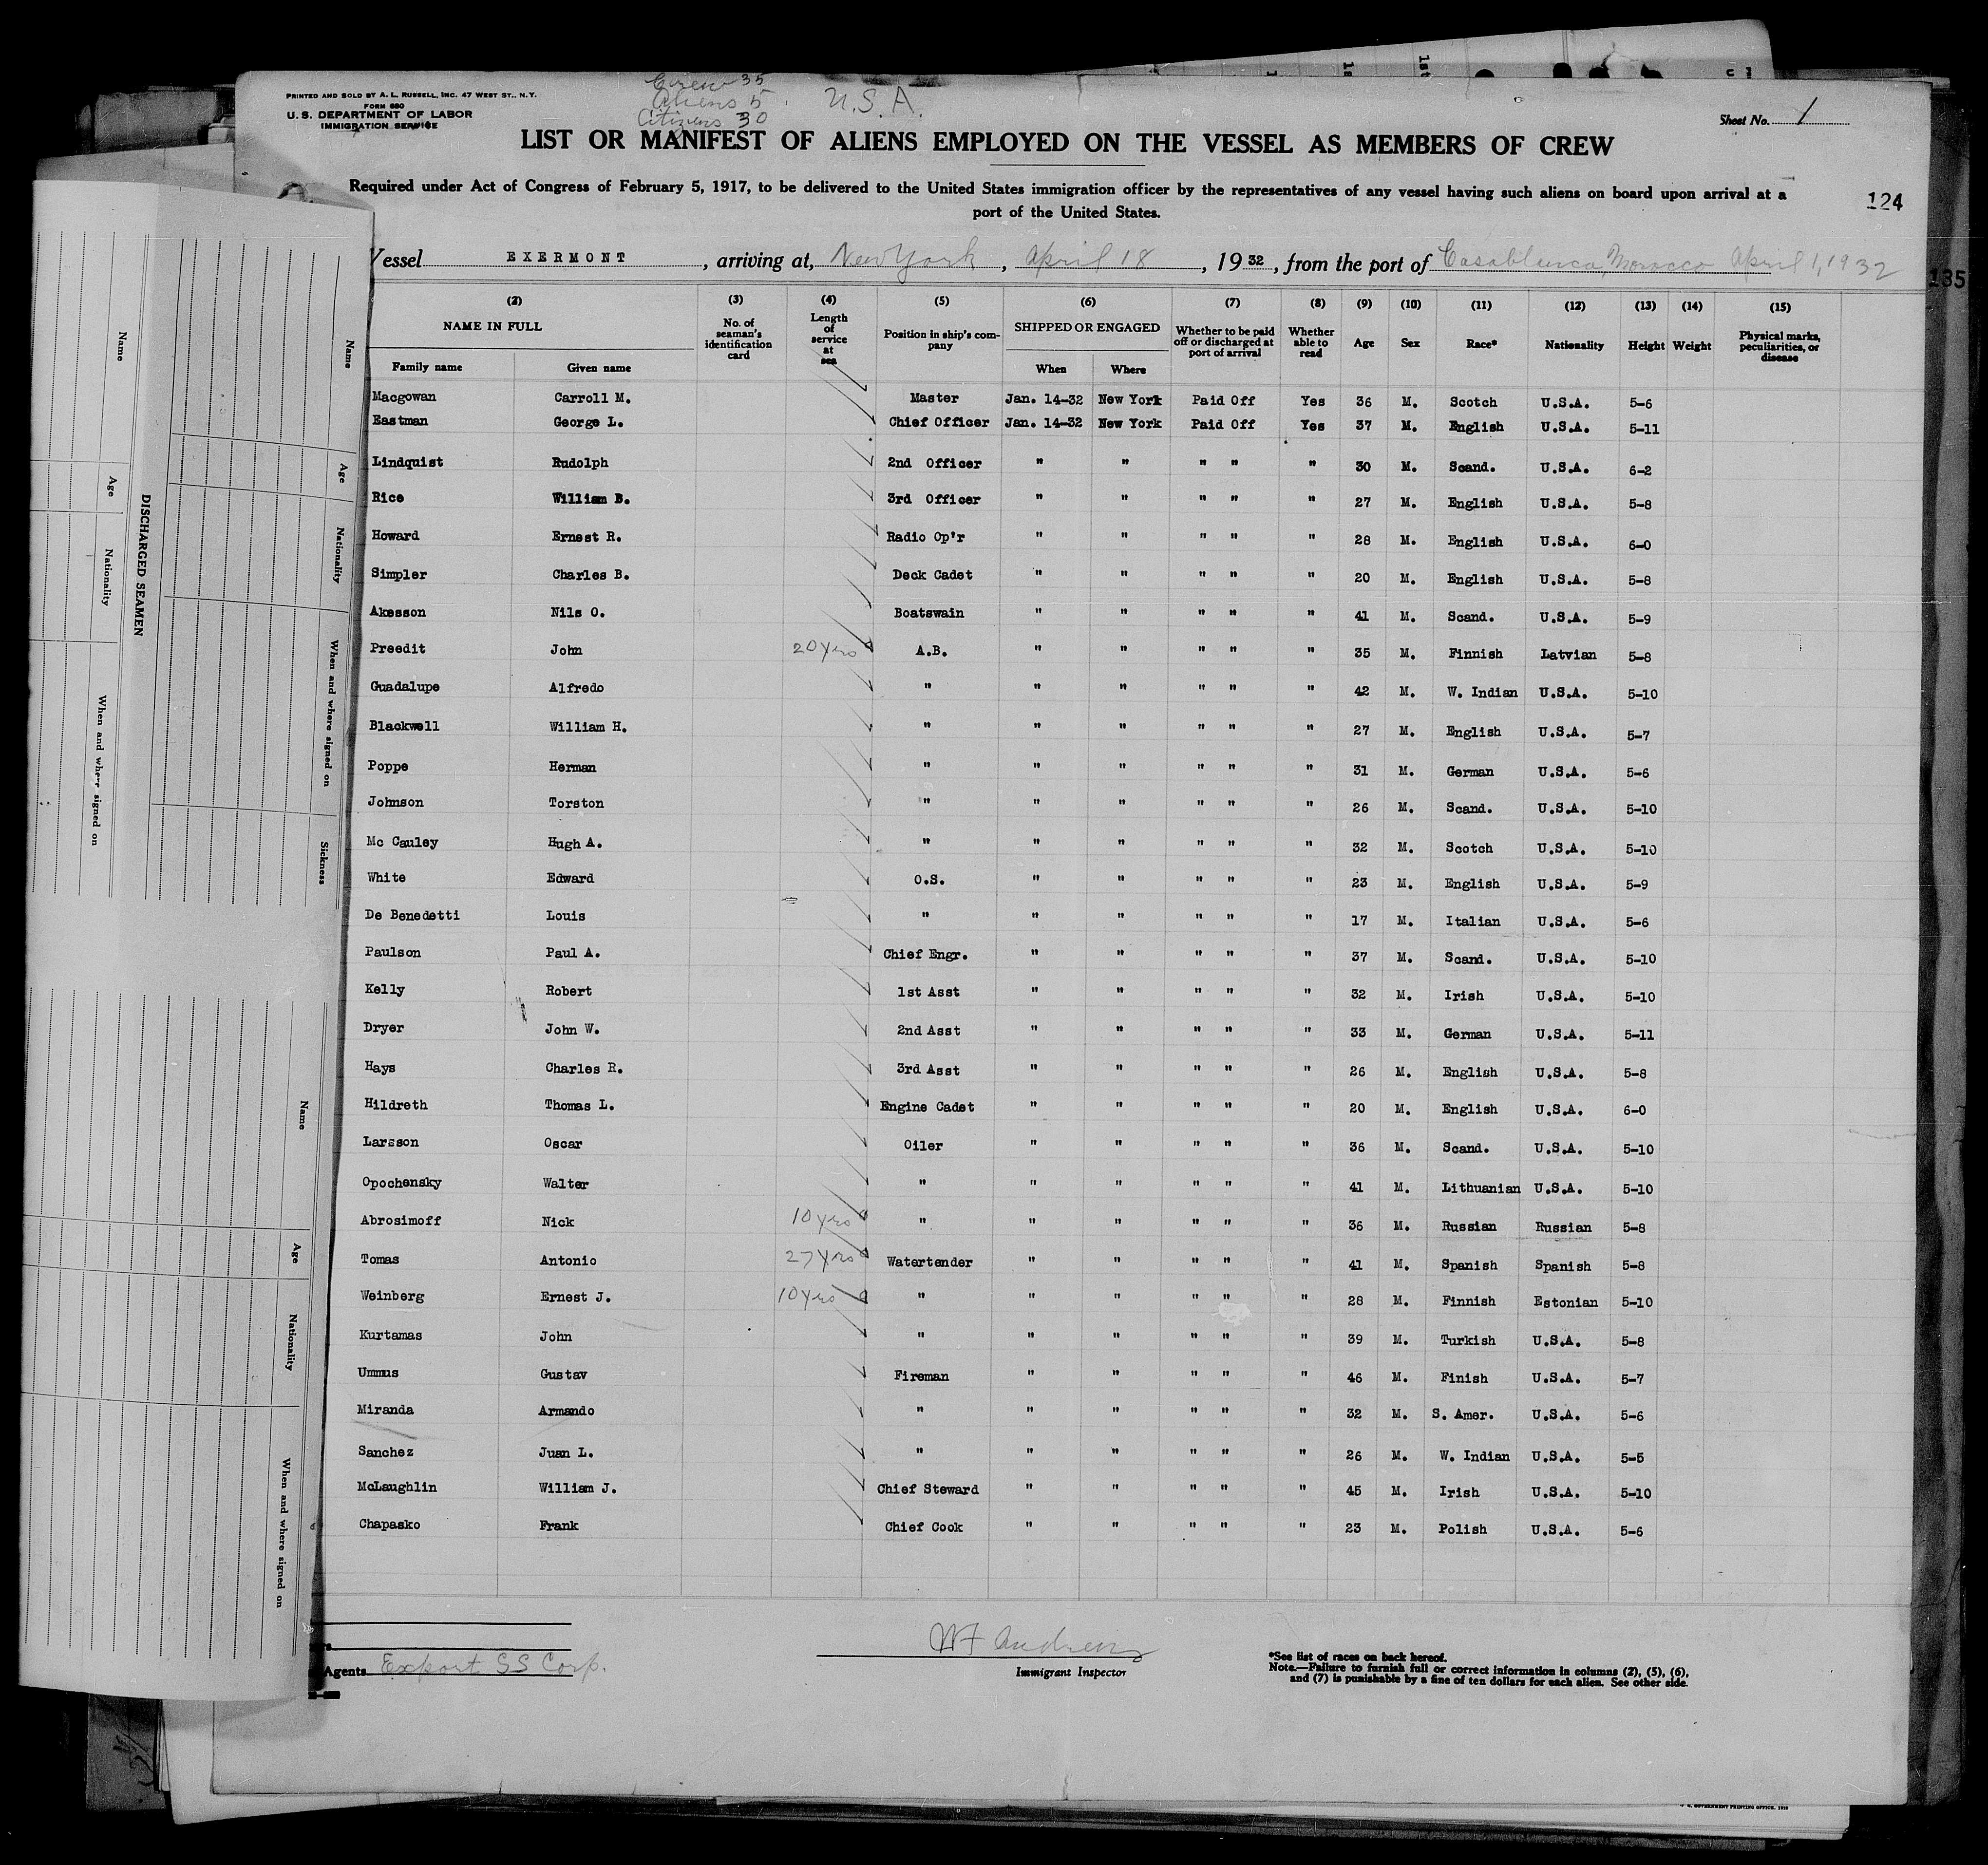 Crew 35
Aliens 5
Citizens 30
U.S.A.
PRINTED AND SOLD BY A. L. RUSSELL, INC. 47 WEST ST., N.Y.
FORM 680
U. S. DEPARTMENT OF LABOR
IMMIGRATION SERVICE
Sheet No. 1
LIST OR MANIFEST OF ALIENS EMPLOYED ON THE VESSEL AS MEMBERS OF CREW
Required under Act of Congress of February 5, 1917, to be delivered to the United States immigration officer by the representatives of any vessel having such aliens on board upon arrival at a
port of the United States.
124
Vessel EXERMONT, arriving at, New York, April 18, 1932, from the port of Casablanca, Morocco April 1, 1932
135
(2) (3) (4) (5) (6) (7) (8) (9) (10) (11) (12) (13) (14) (15)
NAME IN FULL No. of seaman's identification card Length of service at sea Position in ship's company SHIPPED OR ENGAGED Whether to be paid off or discharged at port of arrival Whether able to read Age Sex Race* Nationality Height Weight Physical marks, peculiarities, or disease
Family name Given name When Where
Macgowan Carroll M. Master Jan. 14-32 New York Paid Off Yes 36 M. Scotch U.S.A. 5-6
Eastman George L. Chief Officer Jan. 14-32 New York Paid Off Yes 37 M. English U.S.A. 5-11
Lindquist Rudolph 2nd Officer " " " " " 30 M. Scand. U.S.A. 6-2
Rice William B. 3rd Officer " " " " " 27 M. English U.S.A. 5-8
Howard Ernest R. Radio Op'r " " " " " 28 M. English U.S.A. 6-0
Simpler Charles B. Deck Cadet " " " " " 20 M. English U.S.A. 5-8
Akesson Nils O. Boatswain " " " " " 41 M. Scand. U.S.A. 5-9
Preedit John 20 yrs A.B. " " " " " 35 M. Finnish Latvian 5-8
Guadalupe Alfredo " " " " " " 42 M. W. Indian U.S.A. 5-10
Blackwell William H. " " " " " " 27 M. English U.S.A. 5-7
Poppe Herman " " " " " " 31 M. German U.S.A. 5-6
Johnson Torston " " " " " " 26 M. Scand. U.S.A. 5-10
Mc Cauley Hugh A. " " " " " " 32 M. Scotch U.S.A. 5-10
White Edward O.S. " " " " " 23 M. English U.S.A. 5-9
De Benedetti Louis " " " " " " 17 M. Italian U.S.A. 5-6
Paulson Paul A. Chief Engr. " " " " " 37 M. Scand. U.S.A. 5-10
Kelly Robert 1st Asst " " " " " 32 M. Irish U.S.A. 5-10
Dryer John W. 2nd Asst " " " " " 33 M. German U.S.A. 5-11
Hays Charles R. 3rd Asst " " " " " 26 M. English U.S.A. 5-8
Hildreth Thomas L. Engine Cadet " " " " " 20 M. English U.S.A. 6-0
Larsson Oscar Oiler " " " " " 36 M. Scand. U.S.A. 5-10
Opochensky Walter " " " " " " 41 M. Lithuanian U.S.A. 5-10
Abrosimoff Nick 10 yrs " " " " " " 36 M. Russian Russian 5-8
Tomas Antonio 27 yrs Watertender " " " " " 41 M. Spanish Spanish 5-8
Weinberg Ernest J. 10 yrs " " " " " " 28 M. Finnish Estonian 5-10
Kurtamas John " " " " " " 39 M. Turkish U.S.A. 5-8
Ummus Gustav Fireman " " " " " 46 M. Finish U.S.A. 5-7
Miranda Armando " " " " " " 32 M. S. Amer. U.S.A. 5-6
Sanchez Juan L. " " " " " " 26 M. W. Indian U.S.A. 5-5
McLaughlin William J. Chief Steward " " " " " 45 M. Irish U.S.A. 5-10
Chapasko Frank Chief Cook " " " " " 23 M. Polish U.S.A. 5-6
Agents Export SS Corp.
W F Andrews
Immigrant Inspector
*See list of races on back hereof.
Note.—Failure to furnish full or correct information in columns (2), (5), (6),
and (7) is punishable by a fine of ten dollars for each alien. See other side.
DISCHARGED SEAMEN
Name Age Nationality When and where signed on
Name Age Nationality When and where signed on Sickness
Name Age Nationality When and where signed on
GOVERNMENT PRINTING OFFICE